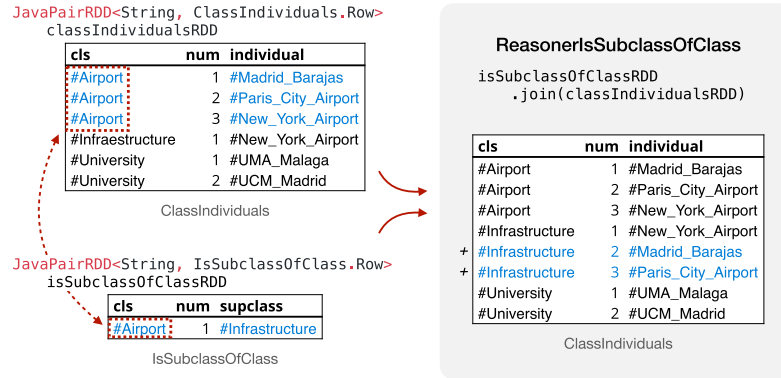 JavaPairRDD<String, ClassIndividuals.Row>
classIndividualsRDD
cls num individual
#Airport 1 #Madrid_Barajas
#Airport 2 #Paris_City_Airport
#Airport 3 #New_York_Airport
#Infraestructure 1 #New_York_Airport
#University 1 #UMA_Malaga
#University 2 #UCM_Madrid
ClassIndividuals
JavaPairRDD<String, IsSubclassOfClass.Row>
isSubclassOfClassRDD
cls num supclass
#Airport 1 #Infrastructure
IsSubclassOfClass
ReasonerIsSubclassOfClass
isSubclassOfClassRDD
.join(classIndividualsRDD)
cls num individual
#Airport 1 #Madrid_Barajas
#Airport 2 #Paris_City_Airport
#Airport 3 #New_York_Airport
#Infrastructure 1 #New_York_Airport
+ #Infrastructure 2 #Madrid_Barajas
+ #Infrastructure 3 #Paris_City_Airport
#University 1 #UMA_Malaga
#University 2 #UCM_Madrid
ClassIndividuals